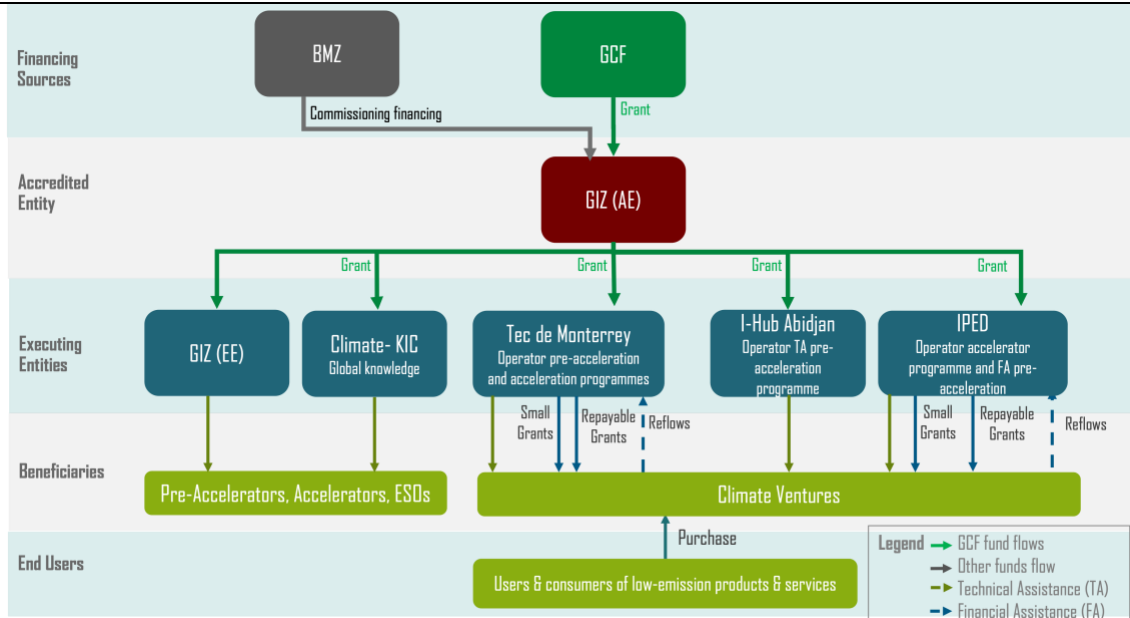 Financing
Sources
BMZ
GCF
Commissioning financing
Grant
Accredited
Entity
GIZ (AE)
Grant
Grant
Grant
Grant
Executing
Entities
GIZ (EE)
Climate- KIC
Global knowledge
Tec de Monterrey
Operator pre-acceleration
and acceleration programmes
I-Hub Abidjan
Operator TA pre-
acceleration
programme
IPED
Operator accelerator
programme and FA pre-
acceleration
Small
Grants
Repayable
Grants
Reflows
Small
Grants
Repayable
Grants
Reflows
Beneficiaries
Pre-Accelerators, Accelerators, ESOs
Climate Ventures
Purchase
End Users
Users & consumers of low-emission products & services
Legend
GCF fund flows
Other funds flow
Technical Assistance (TA)
Financial Assistance (FA)